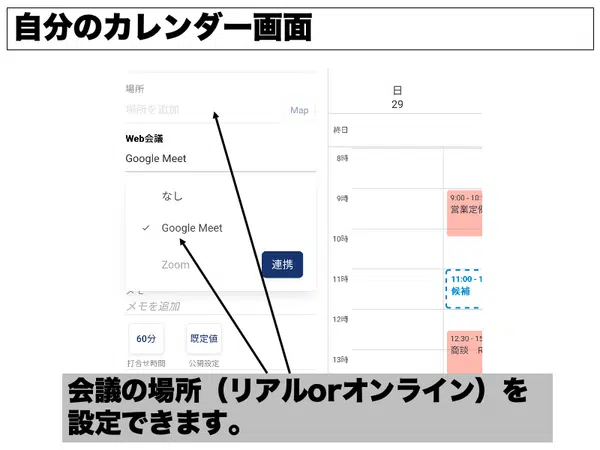 自分のカレンダー画面
場所
場所を追加
Map
Web会議
Google Meet
なし
Google Meet
Zoom
連携
メモを追加
60分
既定値
打合せ時間
公開設定
日
29
終日
8時
9時
10時
11時
12時
13時
9:00 - 10:
営業定
11:00 - 1
候補
12:30 - 15
商談
会議の場所（リアルorオンライン）を
設定できます。